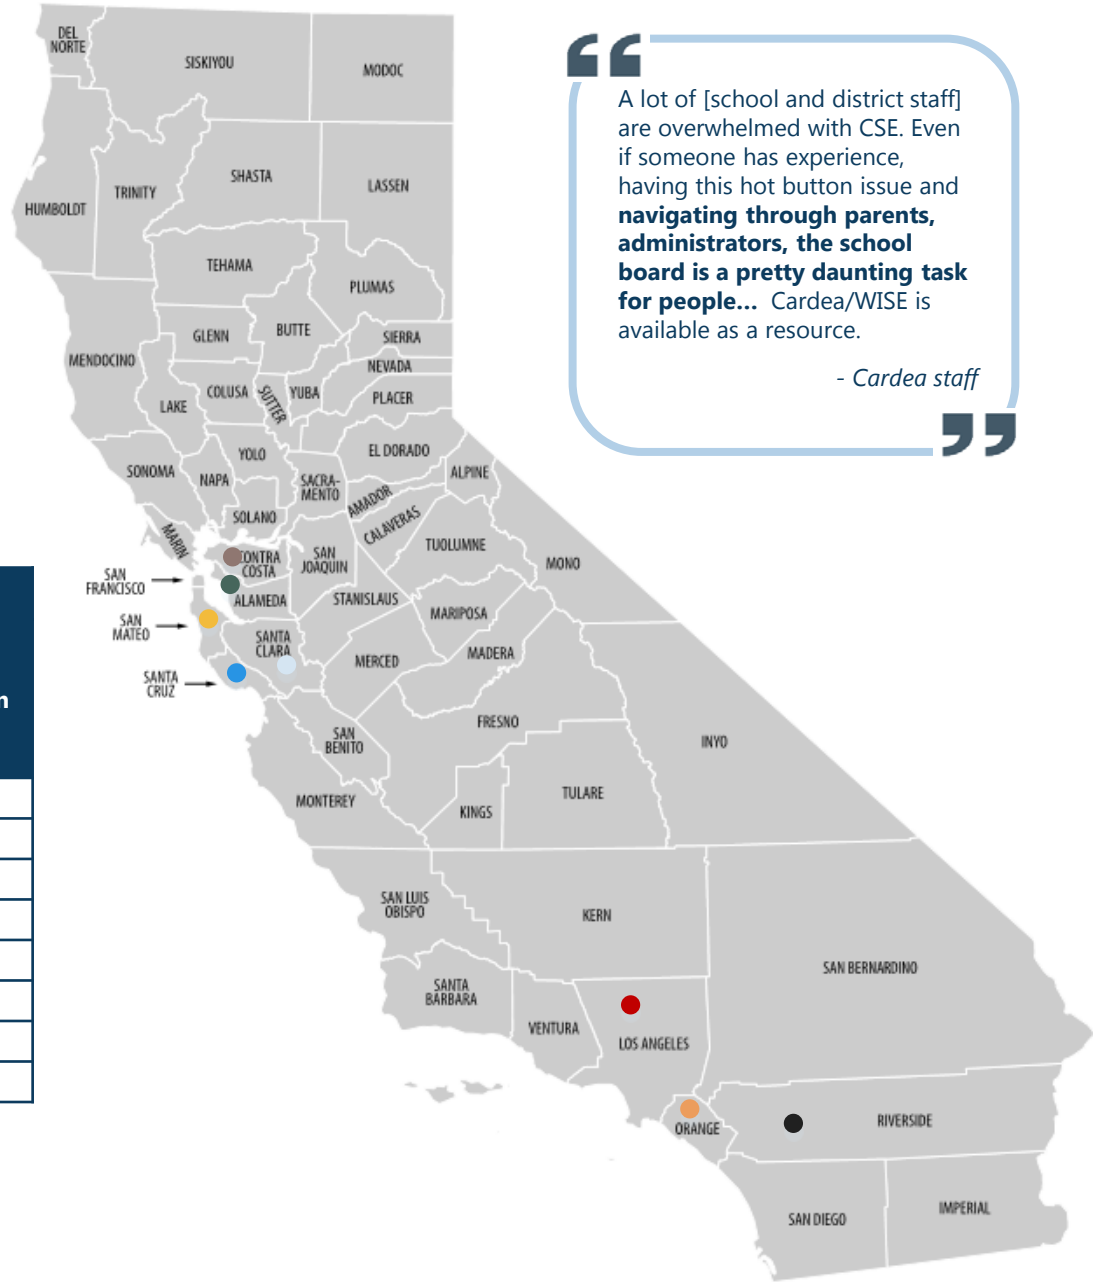 DEL
NORTE
SISKIYOU
MODOC
HUMBOLDT
TRINITY
SHASTA
LASSEN
TEHAMA
PLUMAS
MENDOCINO
GLENN
BUTTE
SIERRA
NEVADA
LAKE
COLUSA
SUTTER
YUBA
PLACER
SONOMA
NAPA
YOLO
EL DORADO
ALPINE
SACRA-
MENTO
AMADOR
SOLANO
CALAVERAS
MARIN
CONTRA
COSTA
SAN
JOAQUIN
TUOLUMNE
MONO
SAN
FRANCISCO
ALAMEDA
STANISLAUS
MARIPOSA
SAN
MATEO
SANTA
CLARA
MERCED
MADERA
SANTA
CRUZ
FRESNO
SAN
BENITO
INYO
MONTEREY
KINGS
TULARE
SAN LUIS
OBISPO
KERN
SAN BERNARDINO
SANTA
BARBARA
VENTURA
LOS ANGELES
ORANGE
RIVERSIDE
SAN DIEGO
IMPERIAL
“
A lot of [school and district staff]
are overwhelmed with CSE. Even
if someone has experience,
having this hot button issue and
navigating through parents,
administrators, the school
board is a pretty daunting task
for people... Cardea/WISE is
available as a resource.
- Cardea staff
”